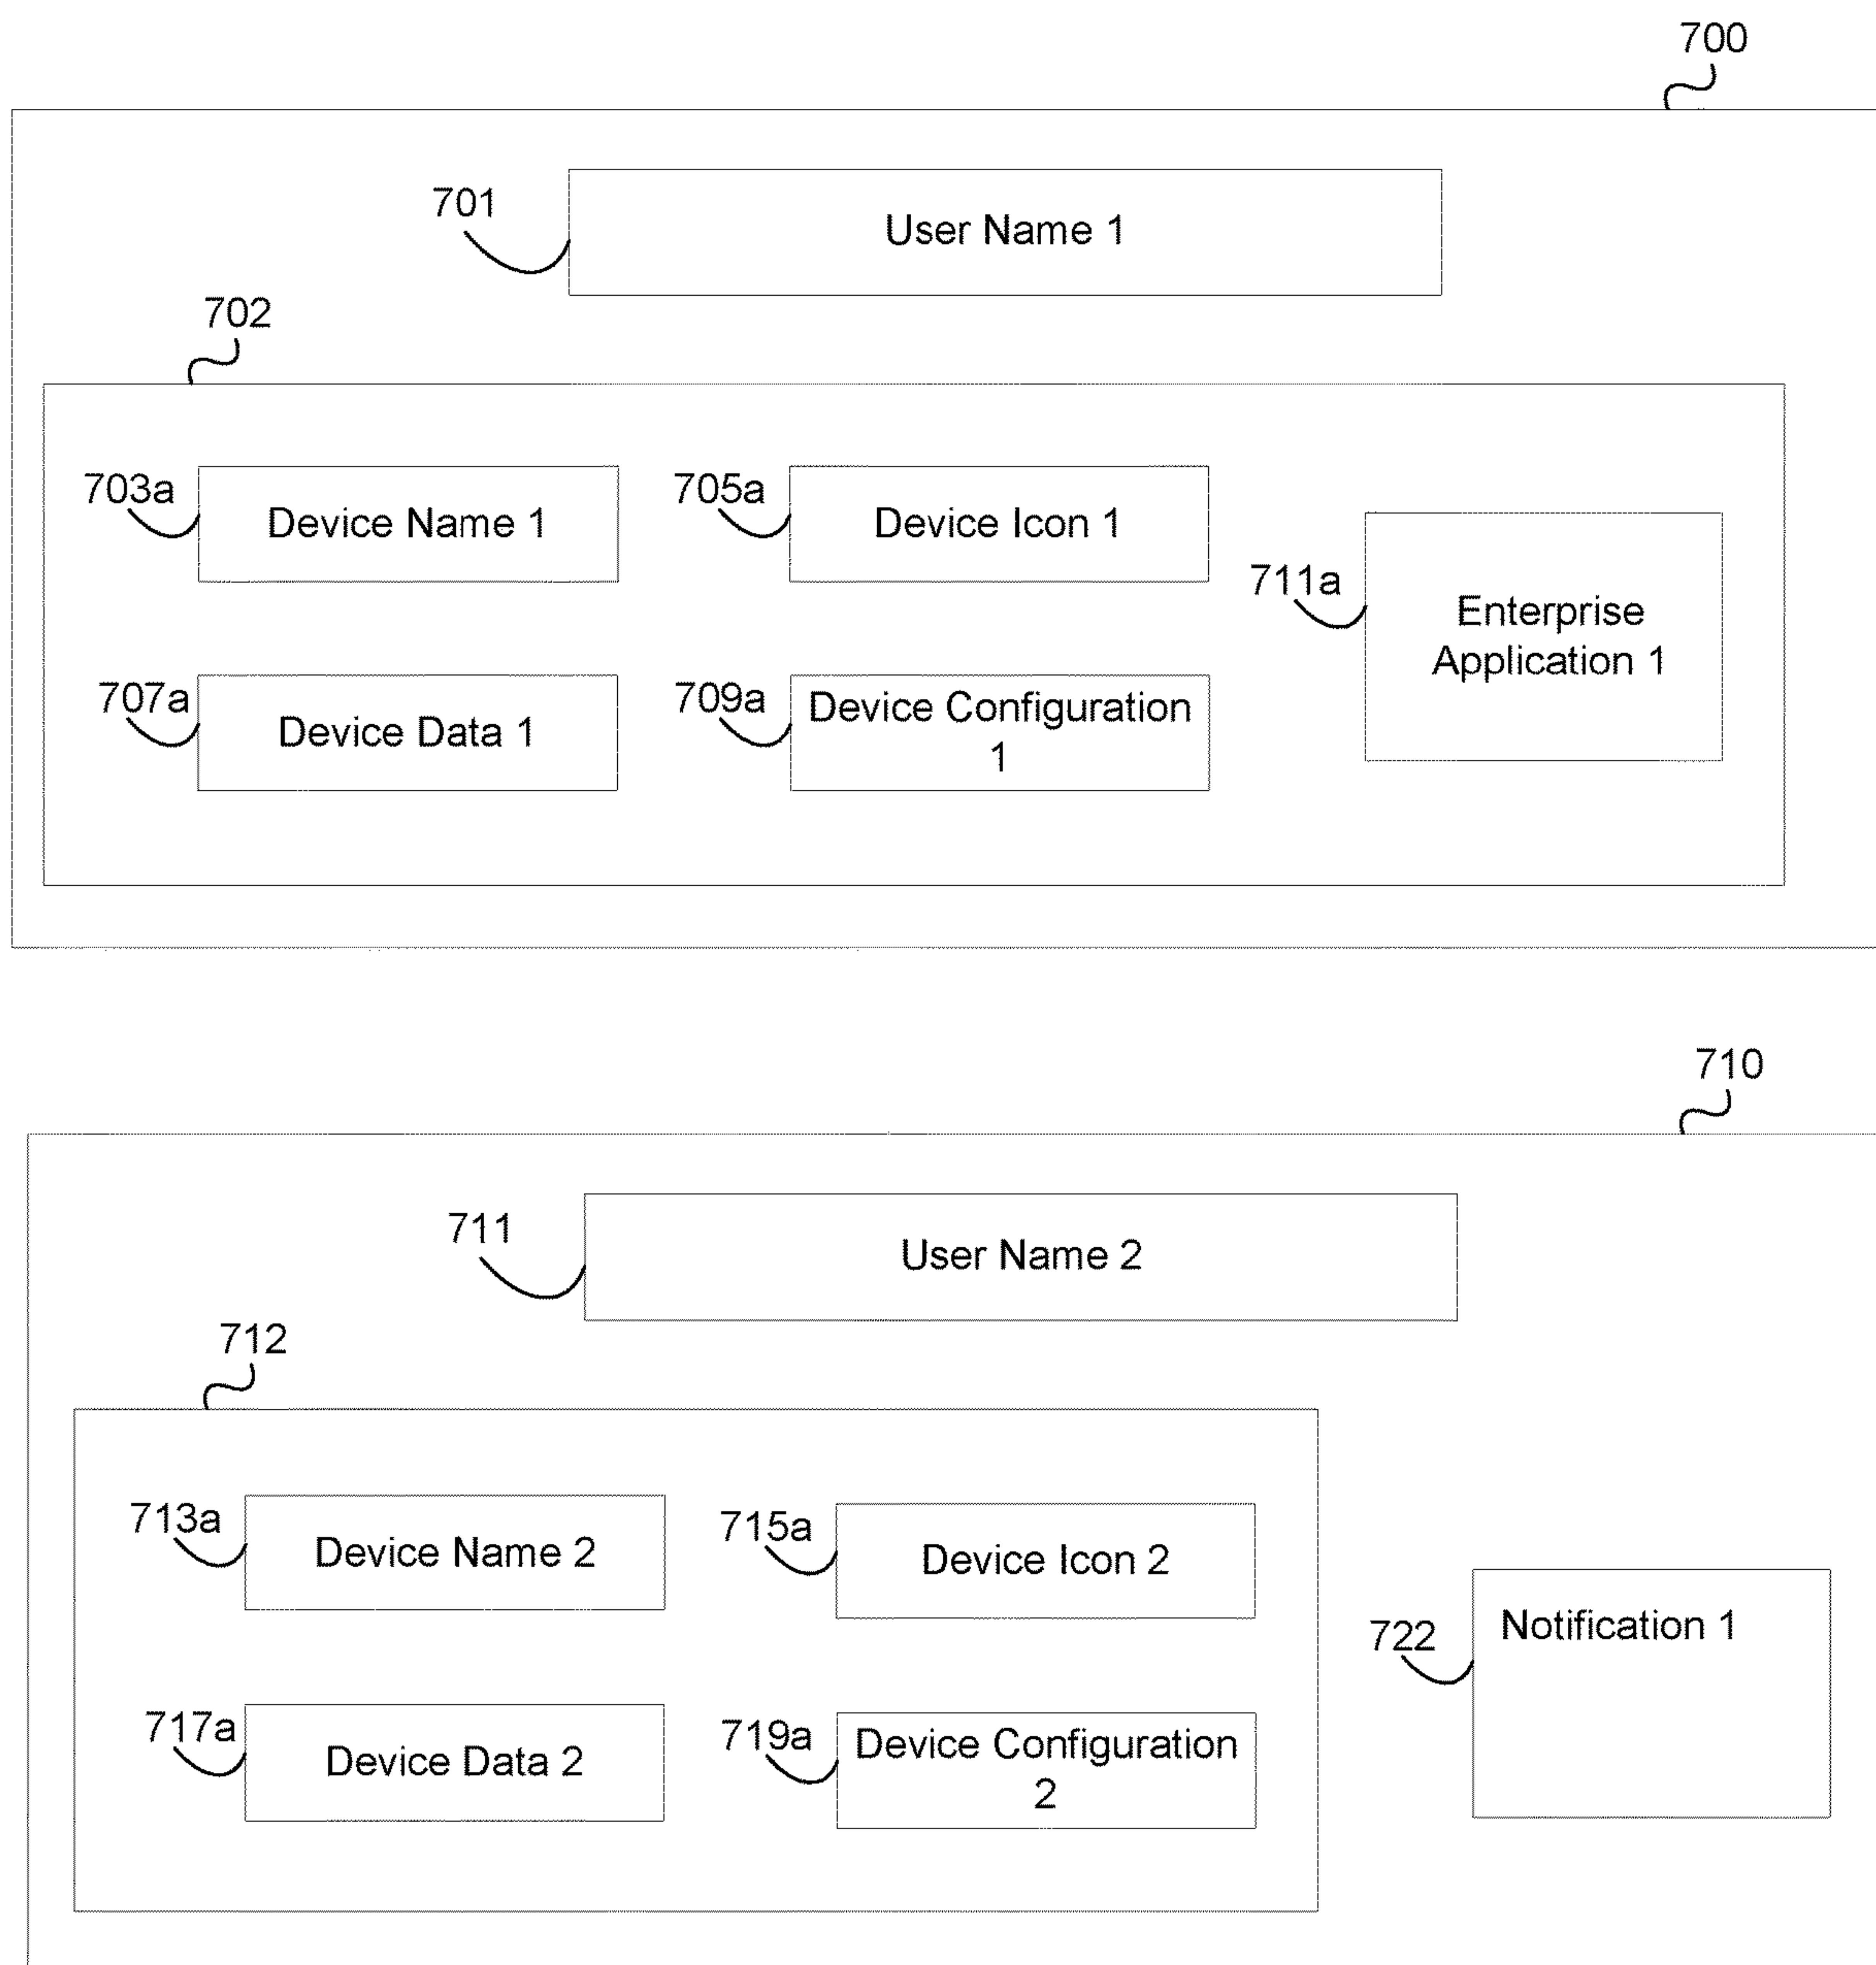 700
701
User Name 1
702
703a
Device Name 1
705a
Device Icon 1
711a
Enterprise
Application 1
707a
Device Data 1
709a
Device Configuration
1
710
711
User Name 2
712
713a
Device Name 2
715a
Device Icon 2
722
Notification 1
717a
Device Data 2
719a
Device Configuration
2